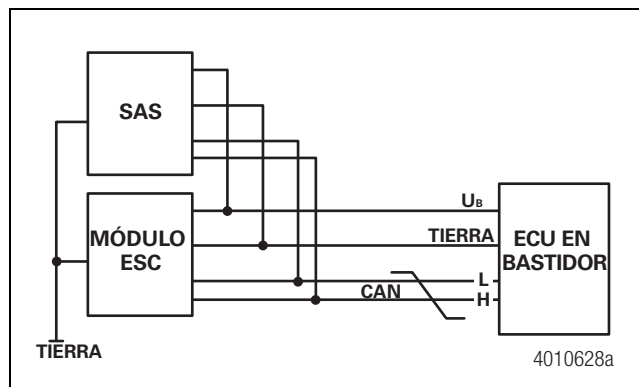 SAS
MÓDULO
ESC
TIERRA
UB
TIERRA
CAN
L
H
ECU EN
BASTIDOR
4010628a